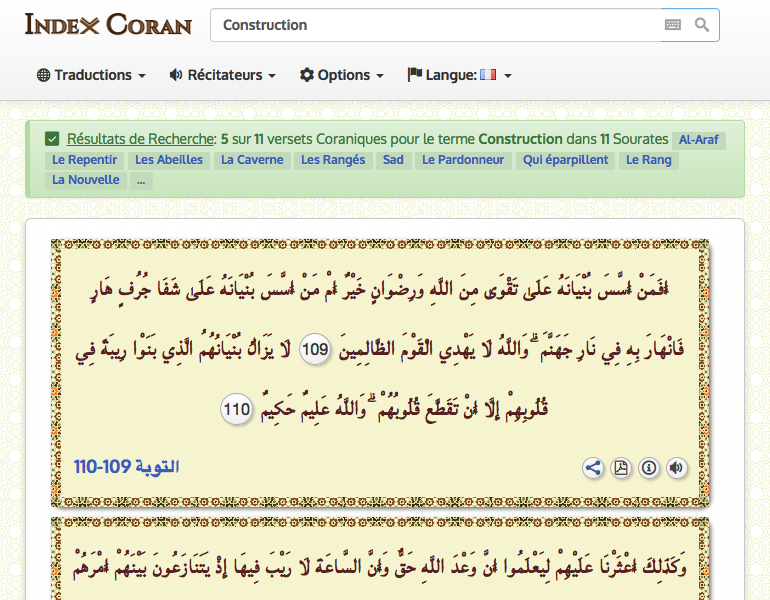 Index Coran
Construction
Traductions Récitateurs Options Langue:
Résultats de Recherche: 5 sur 11 versets Coraniques pour le terme Construction dans 11 Sourates Al-Araf
Le Repentir Les Abeilles La Caverne Les Rangés Sad Le Pardonneur Qui éparpillent Le Rang
La Nouvelle ...
أَفَمَنْ أَسَّسَ بُنْيَانَهُ عَلَىٰ تَقْوَىٰ مِنَ اللَّهِ وَرِضْوَانٍ خَيْرٌ أَمْ مَنْ أَسَّسَ بُنْيَانَهُ عَلَىٰ شَفَا جُرُفٍ هَارٍ
فَانْهَارَ بِهِ فِي نَارِ جَهَنَّمَ ۗ وَاللَّهُ لَا يَهْدِي الْقَوْمَ الظَّالِمِينَ 109 لَا يَزَالُ بُنْيَانُهُمُ الَّذِي بَنَوْا رِيبَةً فِي
قُلُوبِهِمْ إِلَّا أَنْ تَقَطَّعَ قُلُوبُهُمْ ۗ وَاللَّهُ عَلِيمٌ حَكِيمٌ 110
التوبة 109-110
وَكَذَٰلِكَ أَعْثَرْنَا عَلَيْهِمْ لِيَعْلَمُوا أَنَّ وَعْدَ اللَّهِ حَقٌّ وَأَنَّ السَّاعَةَ لَا رَيْبَ فِيهَا إِذْ يَتَنَازَعُونَ بَيْنَهُمْ أَمْرَهُمْ